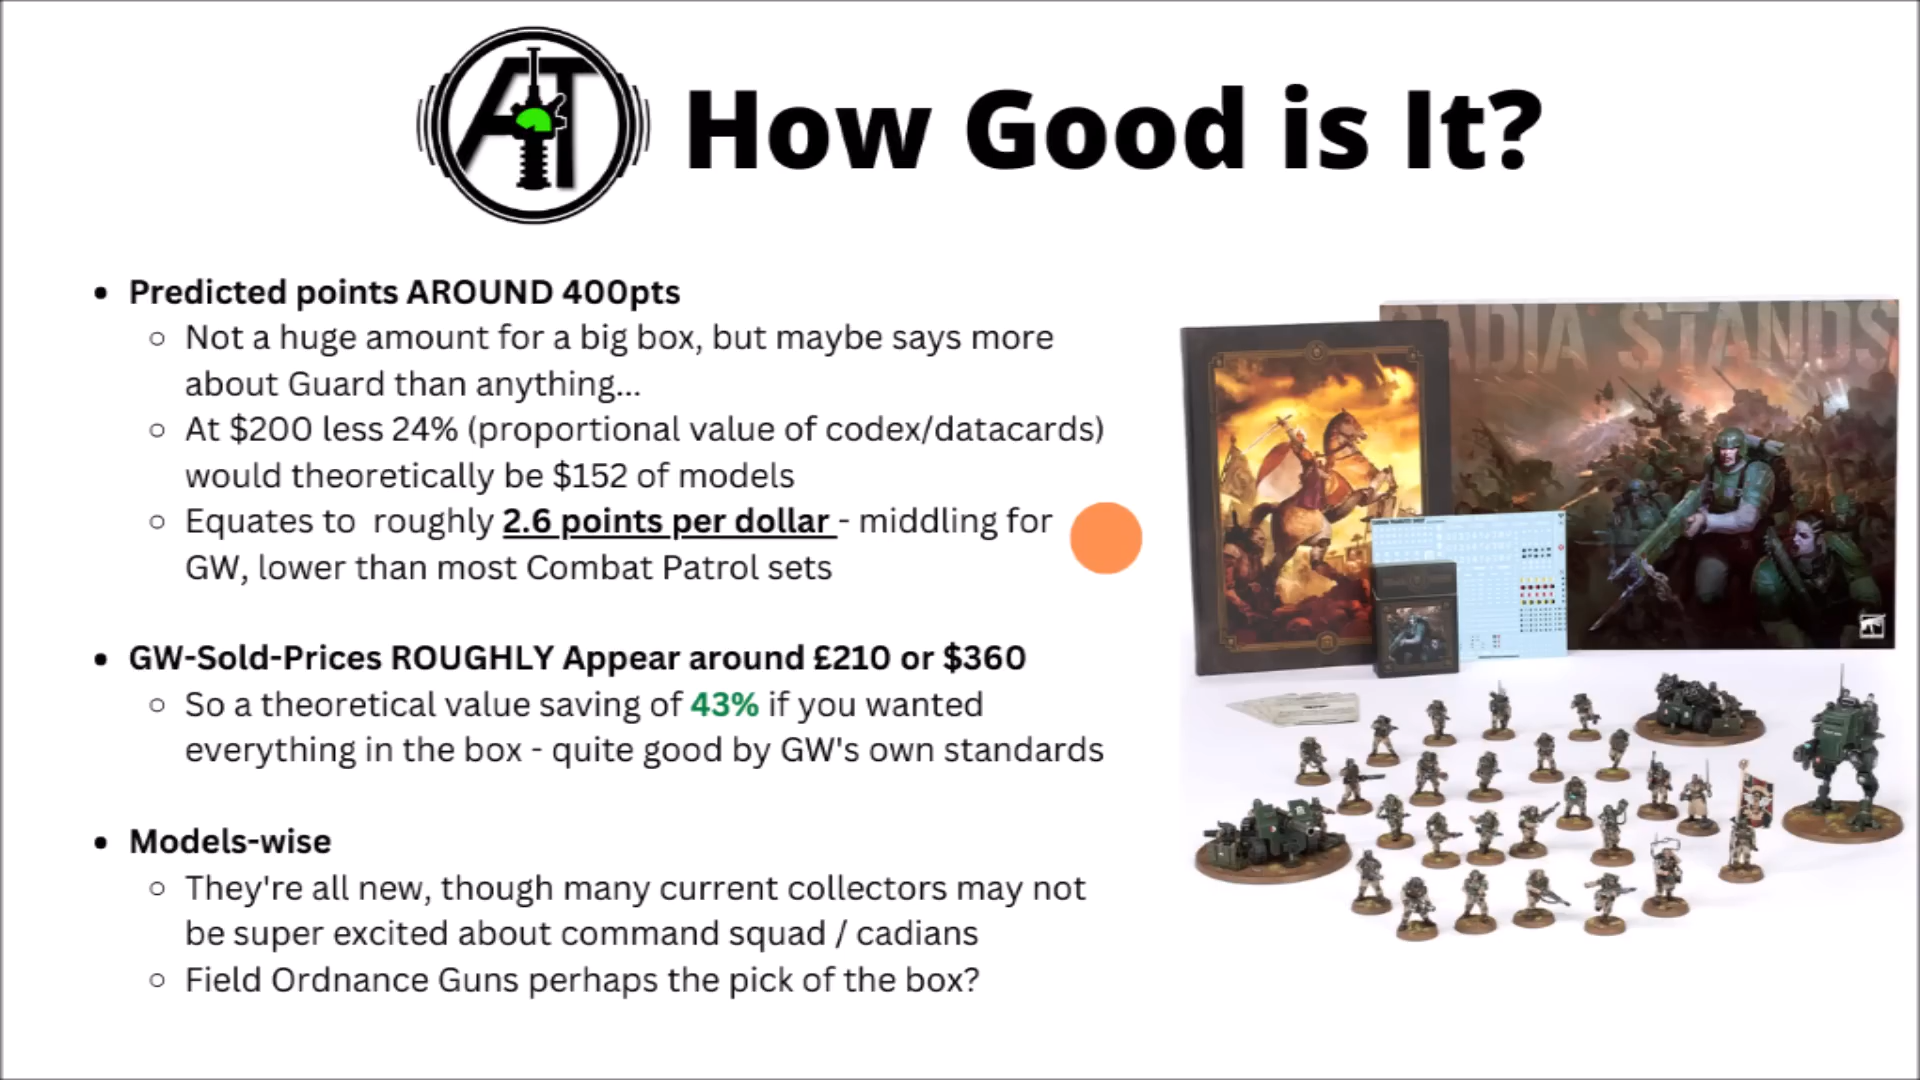 AT
How Good is It?
Predicted points AROUND 400pts
Not a huge amount for a big box, but maybe says more
about Guard than anything...
At $200 less 24% (proportional value of codex/datacards)
would theoretically be $152 of models
Equates to roughly 2.6 points per dollar - middling for
GW, lower than most Combat Patrol sets
GW-Sold-Prices ROUGHLY Appear around £210 or $360
So a theoretical value saving of 43% if you wanted
everything in the box - quite good by GW's own standards
Models-wise
They're all new, though many current collectors may not
be super excited about command squad / cadians
Field Ordnance Guns perhaps the pick of the box?
CADIA STANDS